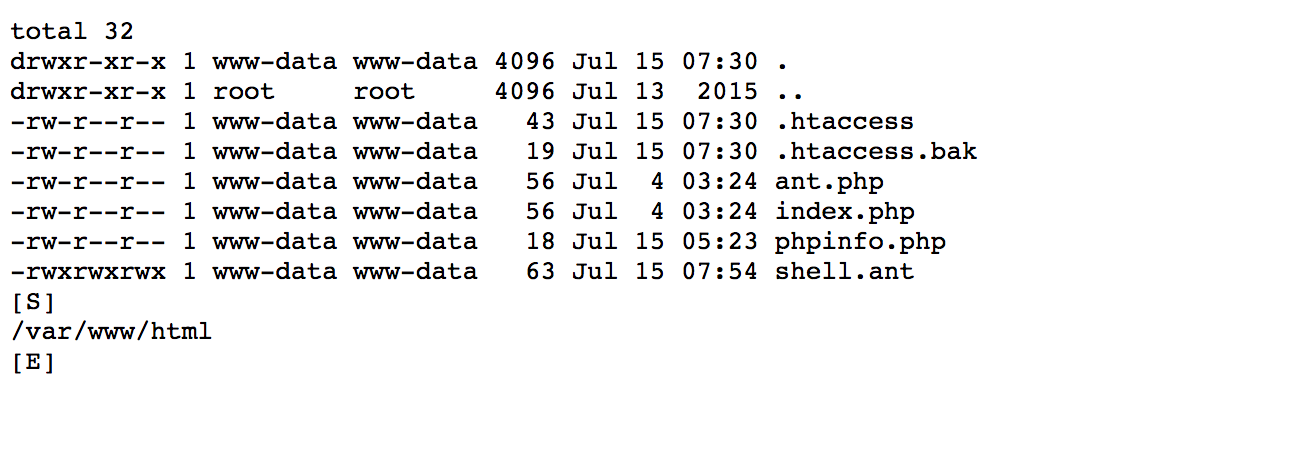 total 32
drwxr-xr-x 1 www-data www-data 4096 Jul 15 07:30 .
drwxr-xr-x 1 root     root     4096 Jul 13  2015 ..
-rw-r--r-- 1 www-data www-data   43 Jul 15 07:30 .htaccess
-rw-r--r-- 1 www-data www-data   19 Jul 15 07:30 .htaccess.bak
-rw-r--r-- 1 www-data www-data   56 Jul  4 03:24 ant.php
-rw-r--r-- 1 www-data www-data   56 Jul  4 03:24 index.php
-rw-r--r-- 1 www-data www-data   18 Jul 15 05:23 phpinfo.php
-rwxrwxrwx 1 www-data www-data   63 Jul 15 07:54 shell.ant
[S]
/var/www/html
[E]